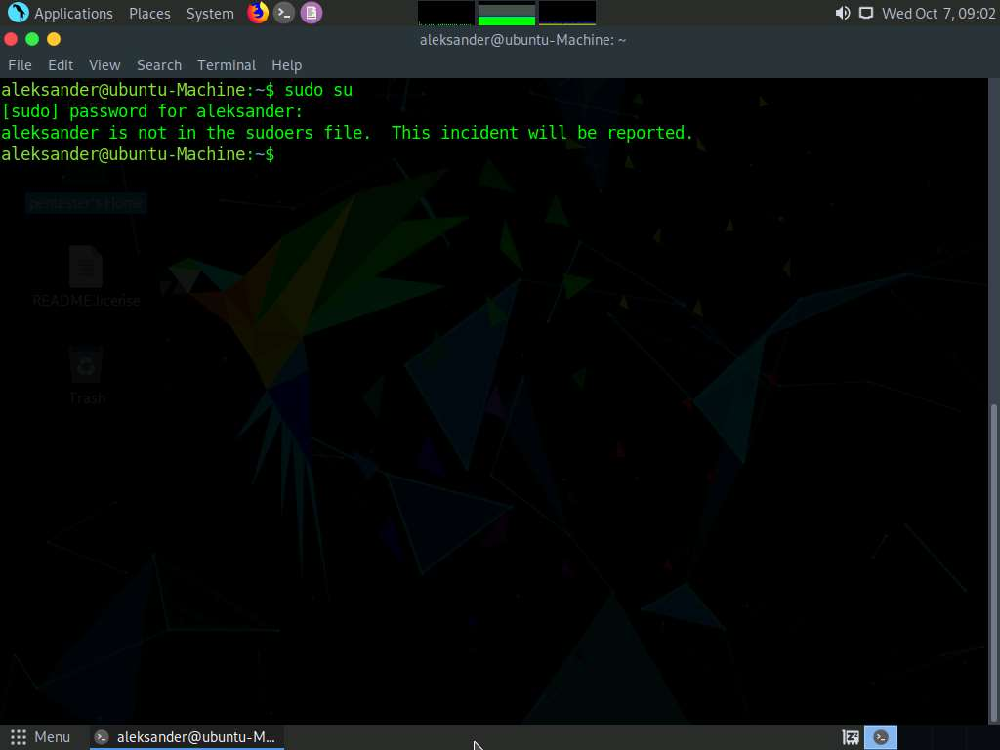 Applications Places System
Wed Oct 7, 09:02
aleksander@ubuntu-Machine: ~
File Edit View Search Terminal Help
aleksander@ubuntu-Machine:~$ sudo su
[sudo] password for aleksander:
aleksander is not in the sudoers file.  This incident will be reported.
aleksander@ubuntu-Machine:~$
pentester's Home
README.license
Trash
Menu
aleksander@ubuntu-M...